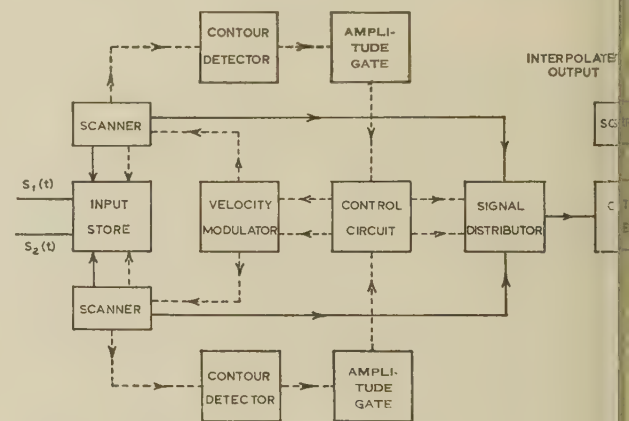 CONTOUR
DETECTOR
AMPLI-
TUDE
GATE
INTERPOLATE
OUTPUT
SCANNER
S₁(t)
S₂(t)
INPUT
STORE
VELOCITY
MODULATOR
CONTROL
CIRCUIT
SIGNAL
DISTRIBUTOR
SCANNER
CONTOUR
DETECTOR
AMPLI-
TUDE
GATE